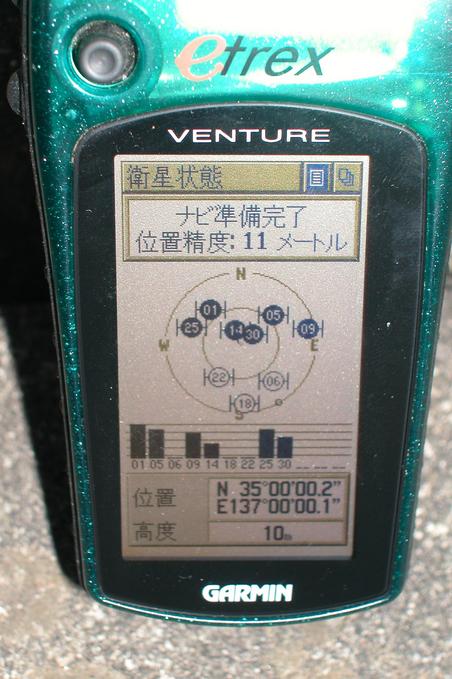 etrex
VENTURE
衛星状態
ナビ準備完了
位置精度: 11 メートル
N
01 05
25 14 30 09
W E
22 06
18
S
01 05 06 09 14 18 22 25 30
位置 N 35°00'00.2"
E137°00'00.1"
高度 10m
GARMIN